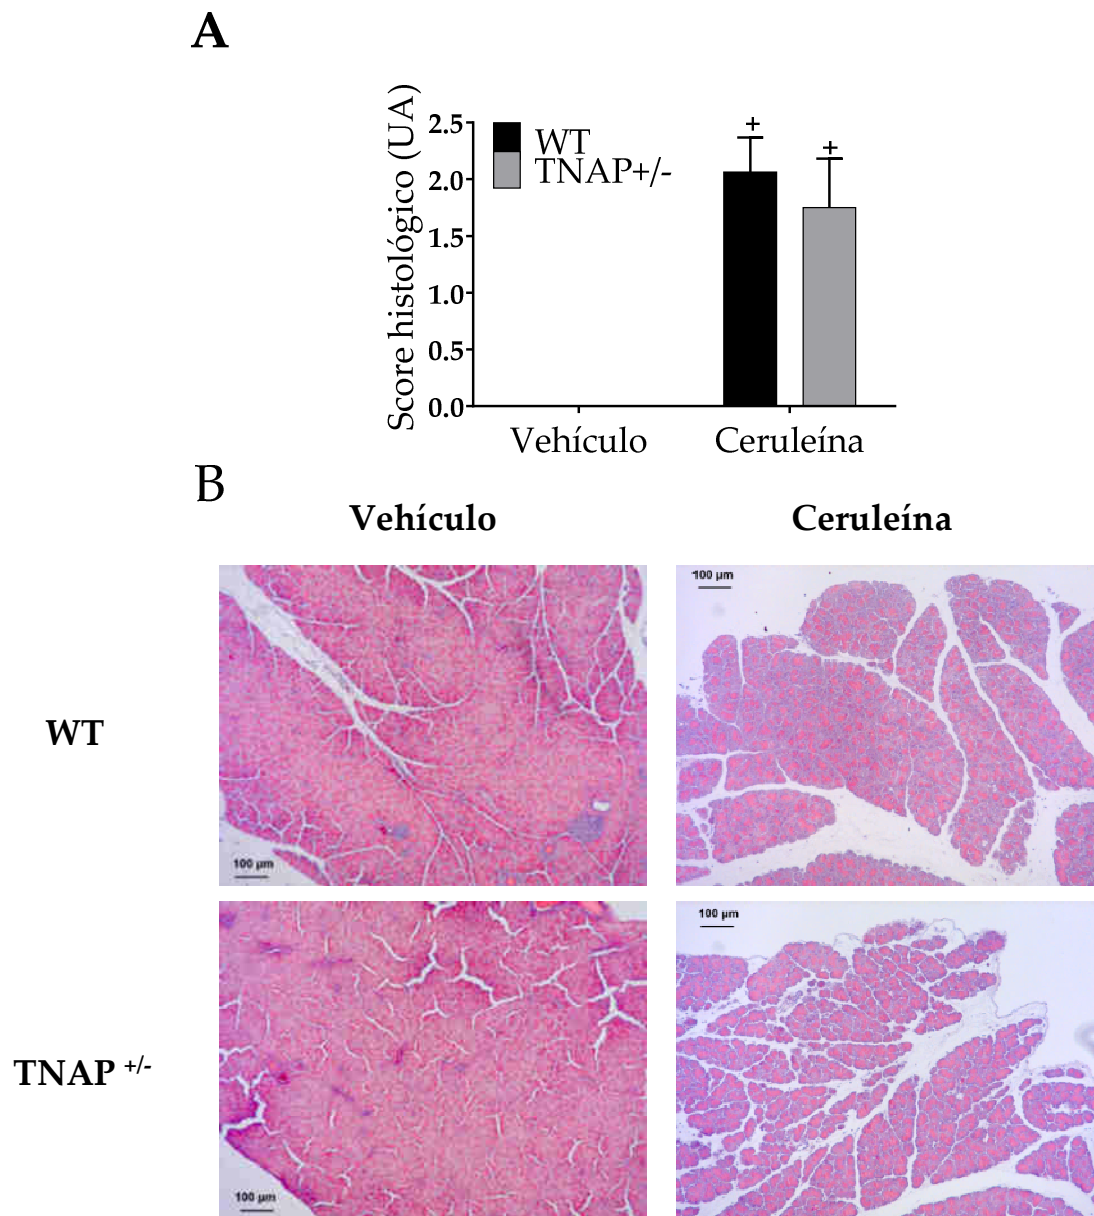 A
Score histológico (UA)
2.5
2.0
1.5
1.0
0.5
0.0
WT
TNAP+/-
+
+
Vehículo Ceruleína
B
Vehículo Ceruleína
WT
100 µm
100 µm
TNAP +/-
100 µm
100 µm